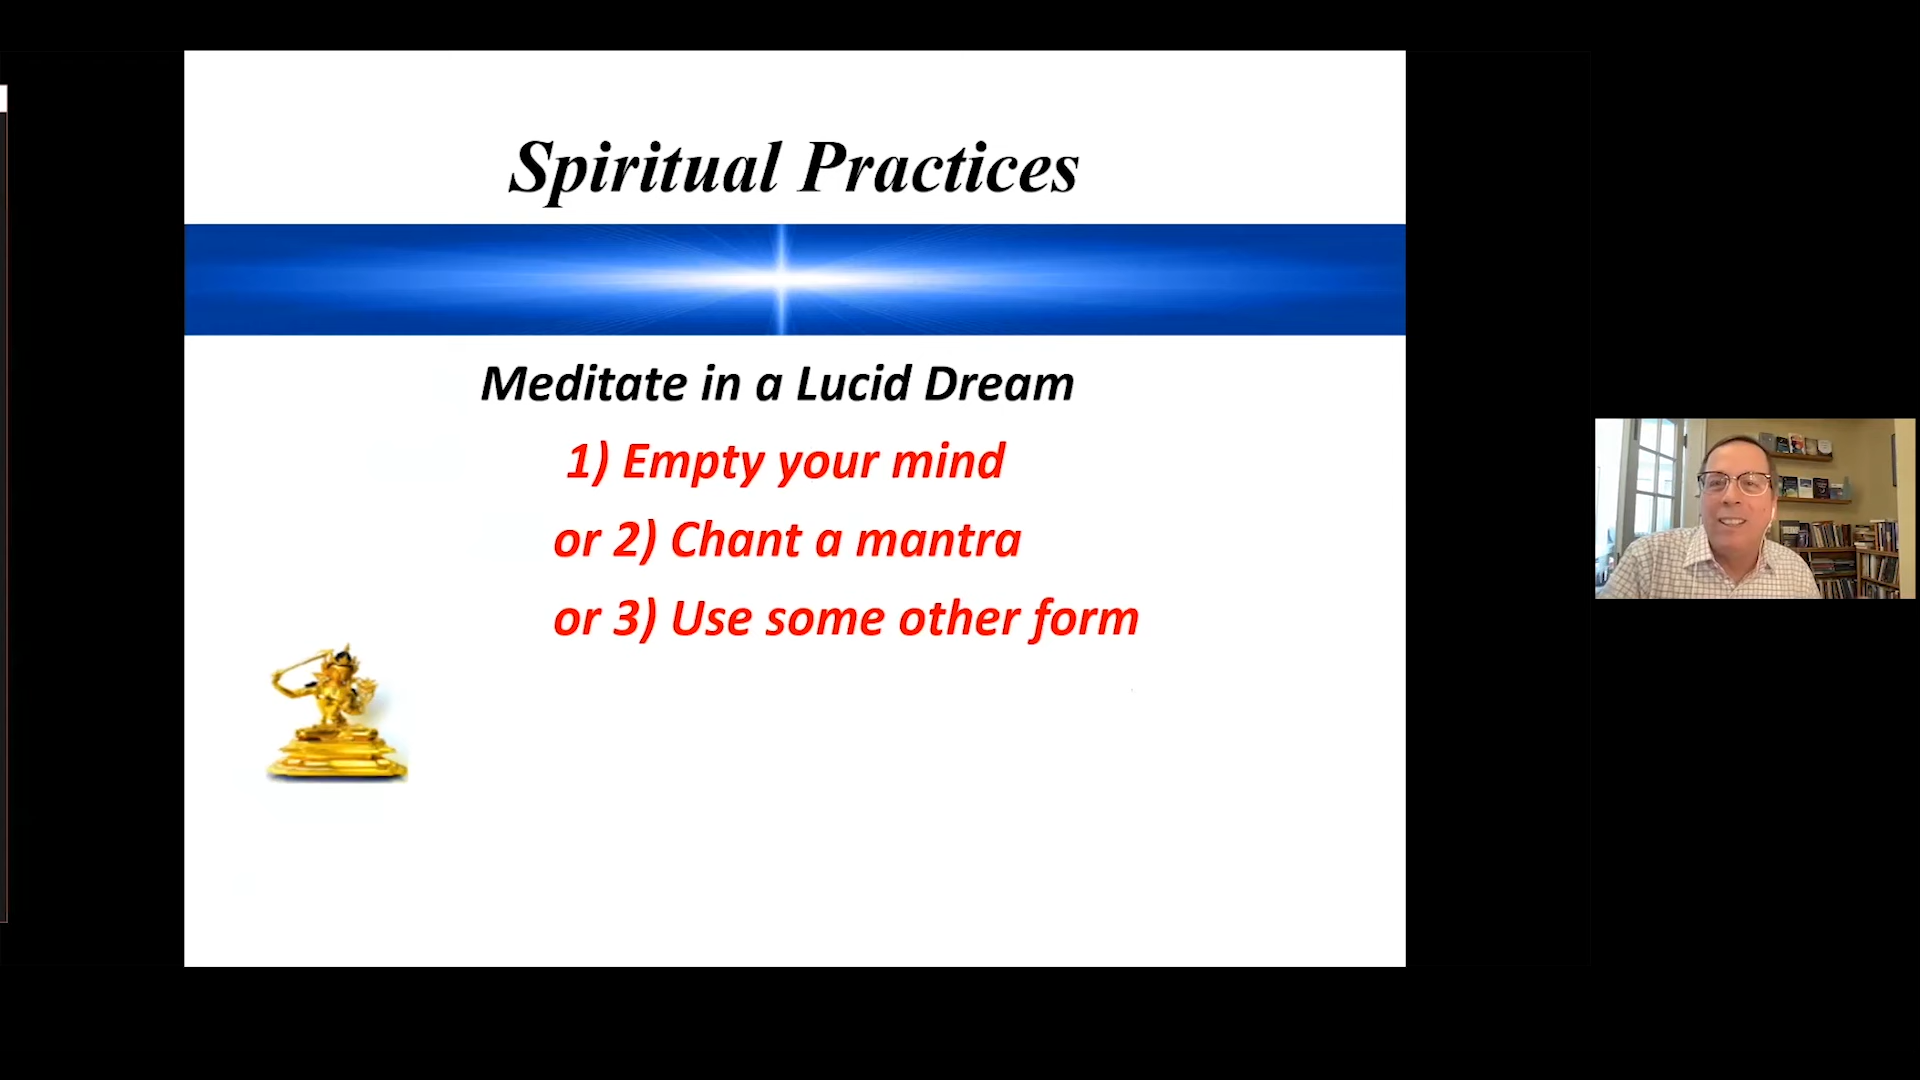 Spiritual Practices
Meditate in a Lucid Dream
1) Empty your mind
or 2) Chant a mantra
or 3) Use some other form